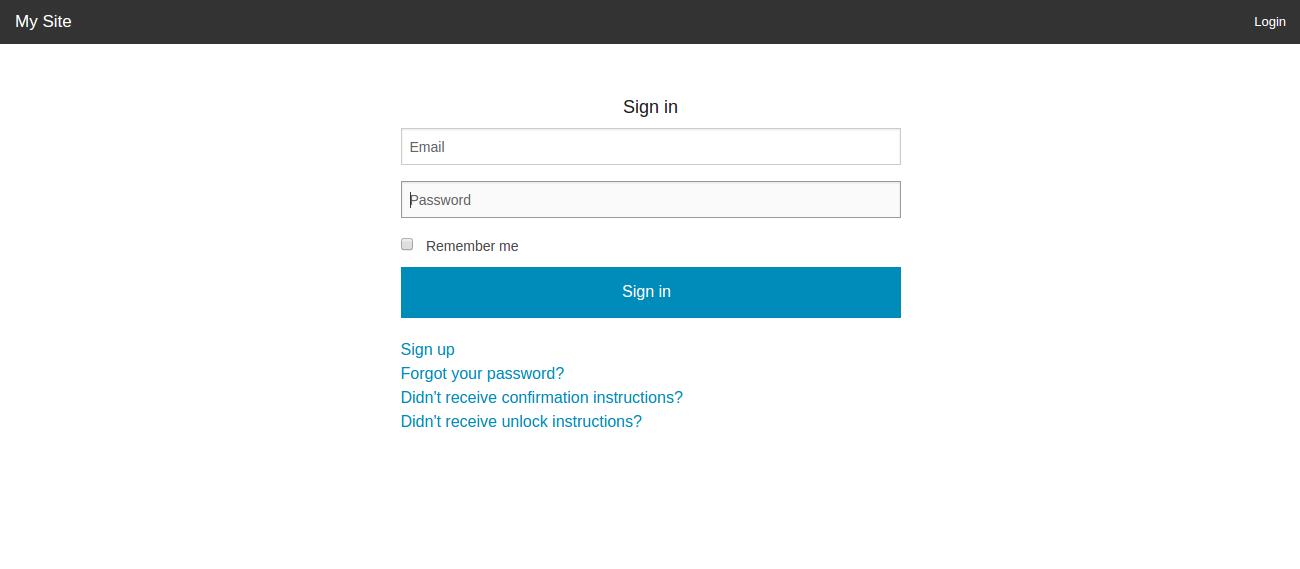 My Site
Login
Sign in
Email
Password
Remember me
Sign in
Sign up
Forgot your password?
Didn't receive confirmation instructions?
Didn't receive unlock instructions?